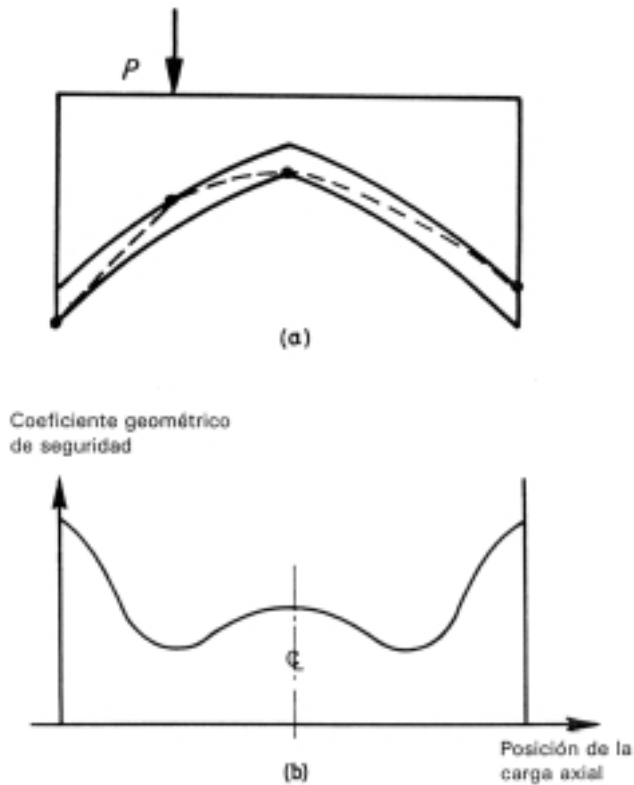 P
(a)
Coeficiente geométrico
de seguridad
℄
(b)
Posición de la
carga axial